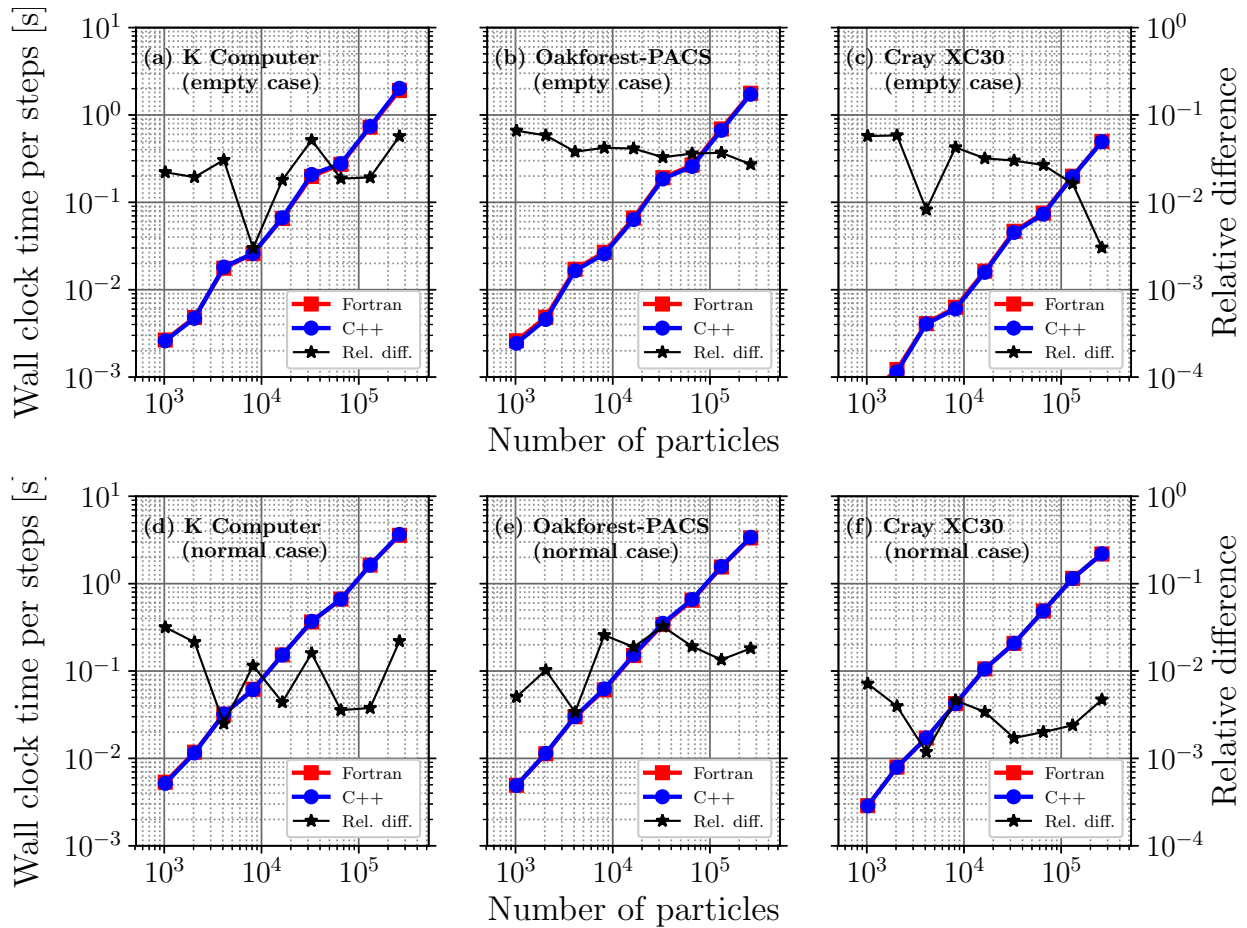 Wall clock time per steps [s]
10^1
10^0
10^-1
10^-2
10^-3
(a) K Computer
(empty case)
Fortran
C++
Rel. diff.
10^3
10^4
10^5
(b) Oakforest-PACS
(empty case)
Fortran
C++
Rel. diff.
10^3
10^4
10^5
Number of particles
(c) Cray XC30
(empty case)
Fortran
C++
Rel. diff.
10^3
10^4
10^5
10^0
10^-1
10^-2
10^-3
10^-4
Relative difference
Wall clock time per steps [s]
10^1
10^0
10^-1
10^-2
10^-3
(d) K Computer
(normal case)
Fortran
C++
Rel. diff.
10^3
10^4
10^5
(e) Oakforest-PACS
(normal case)
Fortran
C++
Rel. diff.
10^3
10^4
10^5
Number of particles
(f) Cray XC30
(normal case)
Fortran
C++
Rel. diff.
10^3
10^4
10^5
10^0
10^-1
10^-2
10^-3
10^-4
Relative difference